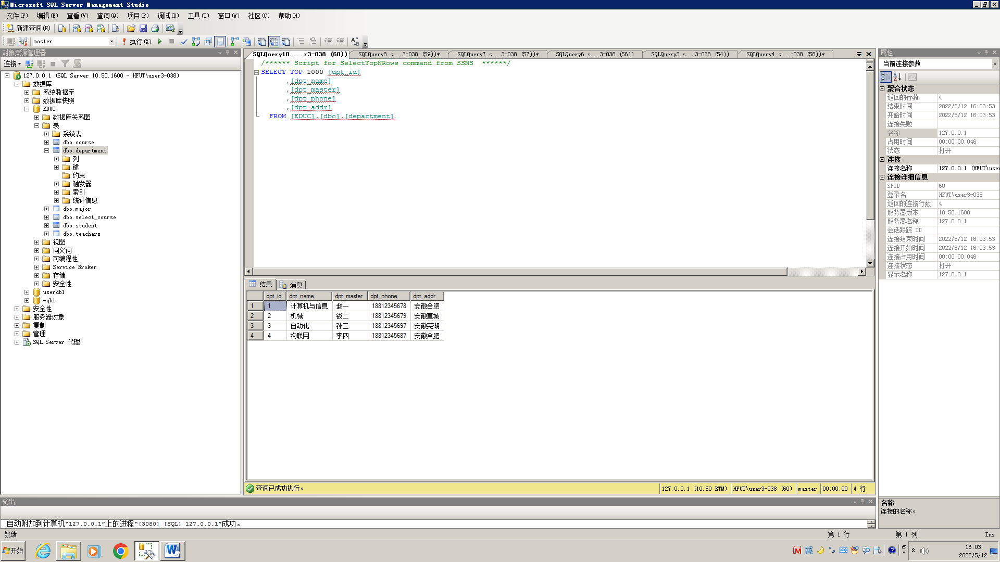 Microsoft SQL Server Management Studio
文件(F) 编辑(E) 查看(V) 查询(Q) 项目(P) 调试(D) 工具(T) 窗口(W) 社区(C) 帮助(H)
新建查询(N)
master 执行(X)
对象资源管理器
连接
127.0.0.1 (SQL Server 10.50.1600 - HFUT\user3-038)
数据库
系统数据库
数据库快照
EDUC
数据库关系图
表
系统表
dbo.course
dbo.department
列
键
约束
触发器
索引
统计信息
dbo.major
dbo.select_course
dbo.student
dbo.teachers
视图
同义词
可编程性
Service Broker
存储
安全性
userdb1
wqh1
安全性
服务器对象
复制
管理
SQL Server 代理
SQLQuery10....r3-038 (60)) SQLQuery8.s...3-038 (59))* SQLQuery7.s...3-038 (57))* SQLQuery6.s...3-038 (56)) SQLQuery3.s...3-038 (54)) SQLQuery4.s...-038 (58))*
/****** Script for SelectTopNRows command from SSMS  ******/
SELECT TOP 1000 [dpt_id]
,[dpt_name]
,[dpt_master]
,[dpt_phone]
,[dpt_addr]
FROM [EDUC].[dbo].[department]
结果 消息
dpt_id dpt_name dpt_master dpt_phone dpt_addr
1 1 计算机与信息 赵一 18812345678 安徽合肥
2 2 机械 钱二 18812345679 安徽宣城
3 3 自动化 孙三 18812345697 安徽芜湖
4 4 物联网 李四 18812345687 安徽合肥
查询已成功执行。 127.0.0.1 (10.50 RTM) HFUT\user3-038 (60) master 00:00:00 4 行
属性
当前连接参数
聚合状态
返回的行数 4
结束时间 2022/5/12 16:03:53
开始时间 2022/5/12 16:03:53
连接失败
名称 127.0.0.1
占用时间 00:00:00.046
状态 打开
连接
连接名称 127.0.0.1 (HFUT\user
连接详细信息
SPID 60
登录名 HFUT\user3-038
返回的连接行数 4
服务器版本 10.50.1600
服务器名称 127.0.0.1
会话跟踪 ID
连接结束时间 2022/5/12 16:03:53
连接开始时间 2022/5/12 16:03:53
连接占用时间 00:00:00.046
连接状态 打开
显示名称 127.0.0.1
名称
连接的名称。
输出
自动附加到计算机“127.0.0.1”上的进程“[3080] [SQL] 127.0.0.1”成功。
就绪 第 1 行 第 1 列 Ins
开始 英 16:03
2022/5/12